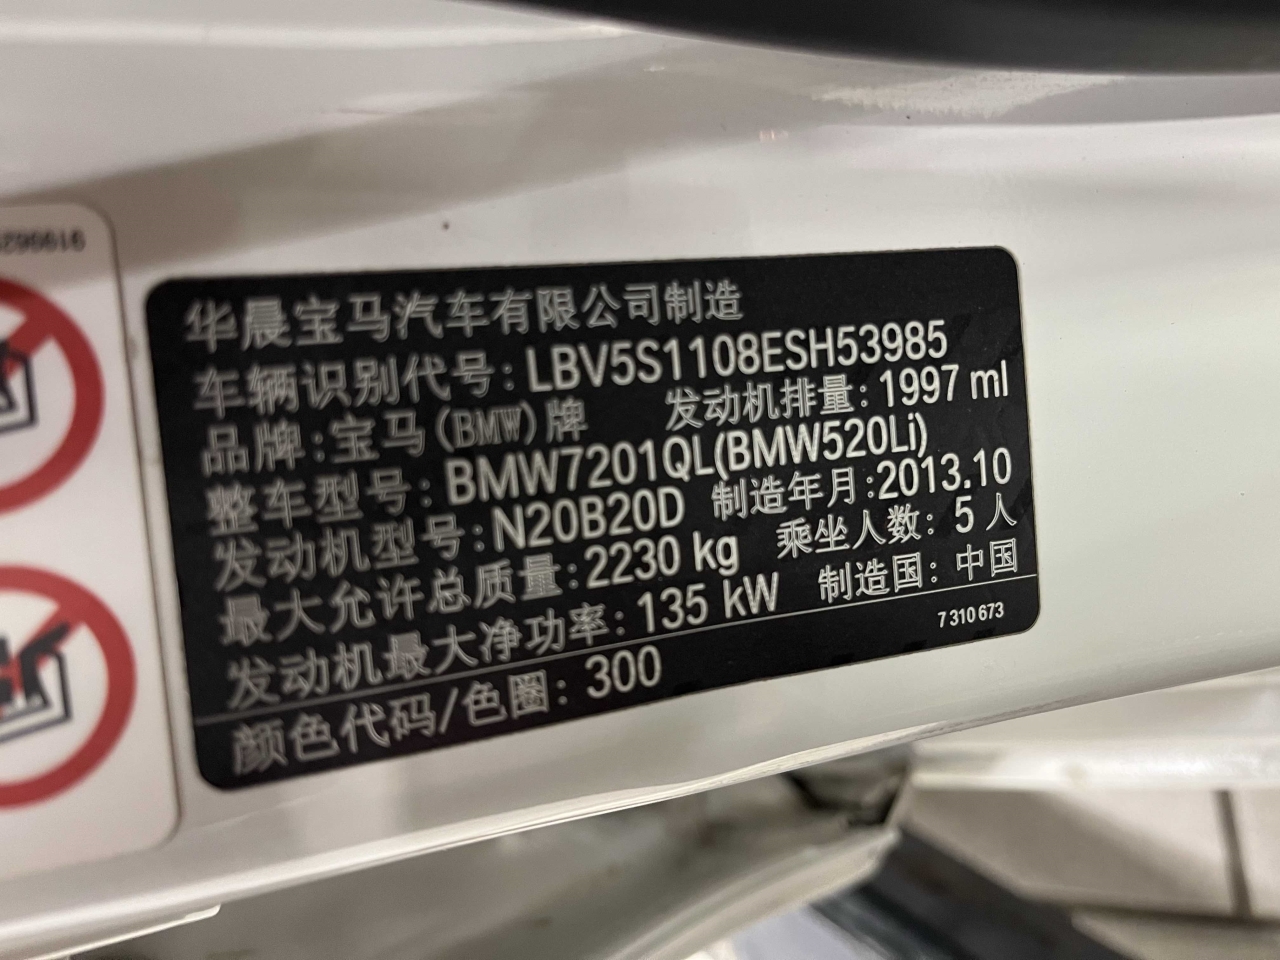 华晨宝马汽车有限公司制造
车辆识别代号:LBV5S1108ESH53985
品牌:宝马(BMW)牌 发动机排量:1997 ml
整车型号:BMW7201QL(BMW520Li)
发动机型号:N20B20D 制造年月:2013.10
最大允许总质量:2230 kg 乘坐人数: 5 人
发动机最大净功率:135 kW 制造国: 中国
颜色代码/色圈: 300 7 310 673